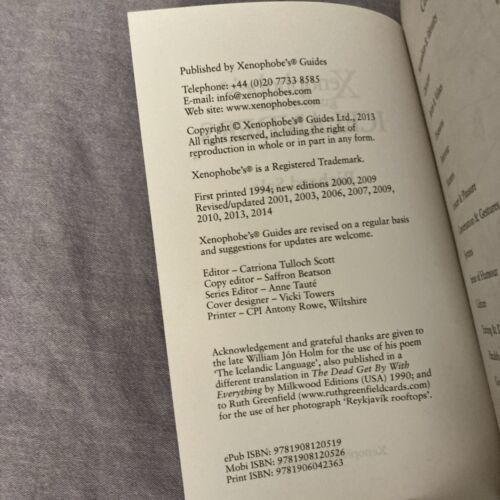 Published by Xenophobe's® Guides
Telephone: +44 (0)20 7733 8585
E-mail: info@xenophobes.com
Web site: www.xenophobes.com
Copyright © Xenophobe's® Guides Ltd., 2013
All rights reserved, including the right of
reproduction in whole or in part in any form.
Xenophobe's® is a Registered Trademark.
First printed 1994; new editions 2000, 2009
Revised/updated 2001, 2003, 2006, 2007, 2009,
2010, 2013, 2014
Xenophobe's® Guides are revised on a regular basis
and suggestions for updates are welcome.
Editor – Catriona Tulloch Scott
Copy editor – Saffron Beatson
Series Editor – Anne Tauté
Cover designer – Vicki Towers
Printer – CPI Antony Rowe, Wiltshire
Acknowledgement and grateful thanks are given to
the late William Jón Holm for the use of his poem
'The Icelandic Language', also published in a
different translation in The Dead Get By With
Everything by Milkwood Editions (USA) 1990; and
to Ruth Greenfield (www.ruthgreenfieldcards.com)
for the use of her photograph 'Reykjavík rooftops'.
ePub ISBN: 9781908120519
Mobi ISBN: 9781908120526
Print ISBN: 9781906042363